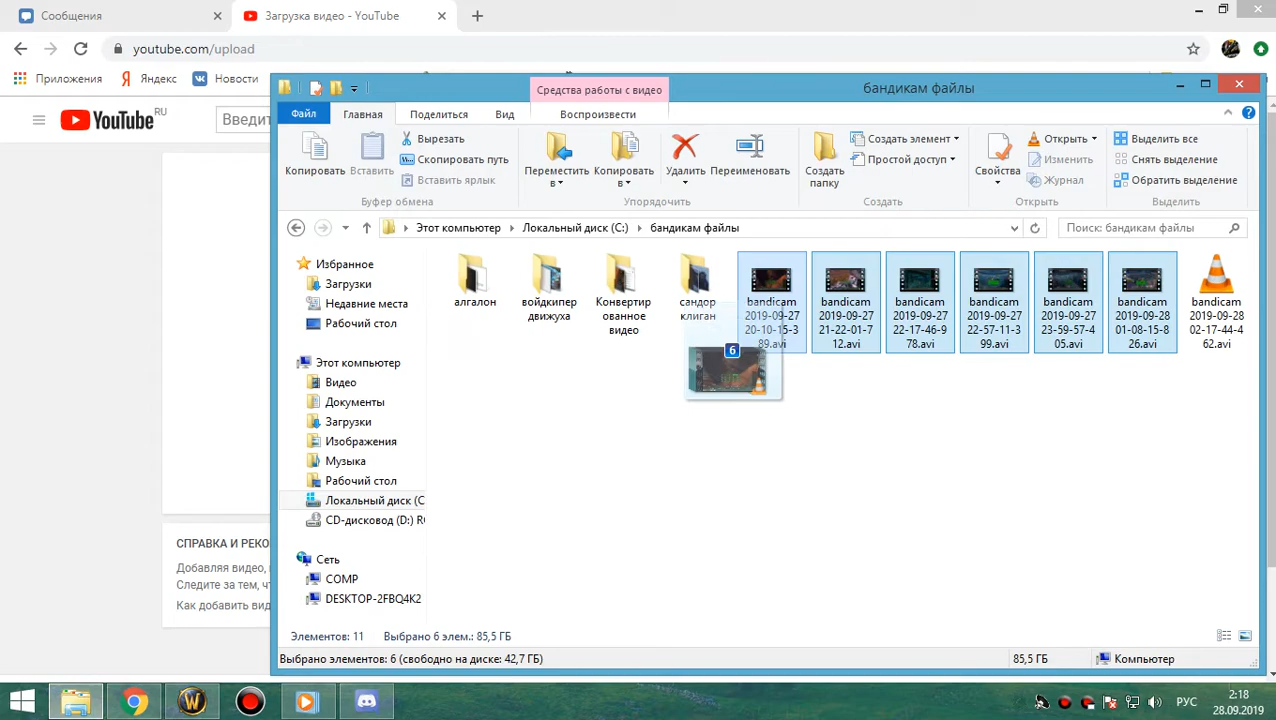 Сообщения
Загрузка видео - YouTube
youtube.com/upload
Приложения
Яндекс
Новости
YouTube RU
Введит
Средства работы с видео
бандикам файлы
Файл
Главная
Поделиться
Вид
Воспроизвести
Копировать
Вставить
Вырезать
Скопировать путь
Вставить ярлык
Буфер обмена
Переместить в
Копировать в
Удалить
Переименовать
Упорядочить
Создать папку
Создать элемент
Простой доступ
Создать
Свойства
Открыть
Изменить
Журнал
Открыть
Выделить все
Снять выделение
Обратить выделение
Выделить
Этот компьютер
Локальный диск (C:)
бандикам файлы
Поиск: бандикам файлы
Избранное
Загрузки
Недавние места
Рабочий стол
Этот компьютер
Видео
Документы
Загрузки
Изображения
Музыка
Рабочий стол
Локальный диск (C
CD-дисковод (D:) R
Сеть
COMP
DESKTOP-2FBQ4K2
алгалон
войдкипер движуха
Конвертированное видео
сандор клиган
bandicam 2019-09-27 20-10-15-389.avi
bandicam 2019-09-27 21-22-01-712.avi
bandicam 2019-09-27 22-17-46-978.avi
bandicam 2019-09-27 22-57-11-399.avi
bandicam 2019-09-27 23-59-57-405.avi
bandicam 2019-09-28 01-08-15-826.avi
bandicam 2019-09-28 02-17-44-462.avi
6
СПРАВКА И РЕКО
Добавляя видео,
Следите за тем, чт
Как добавить вид
Элементов: 11
Выбрано 6 элем.: 85,5 ГБ
Выбрано элементов: 6 (свободно на диске: 42,7 ГБ)
85,5 ГБ
Компьютер
РУС
2:18
28.09.2019